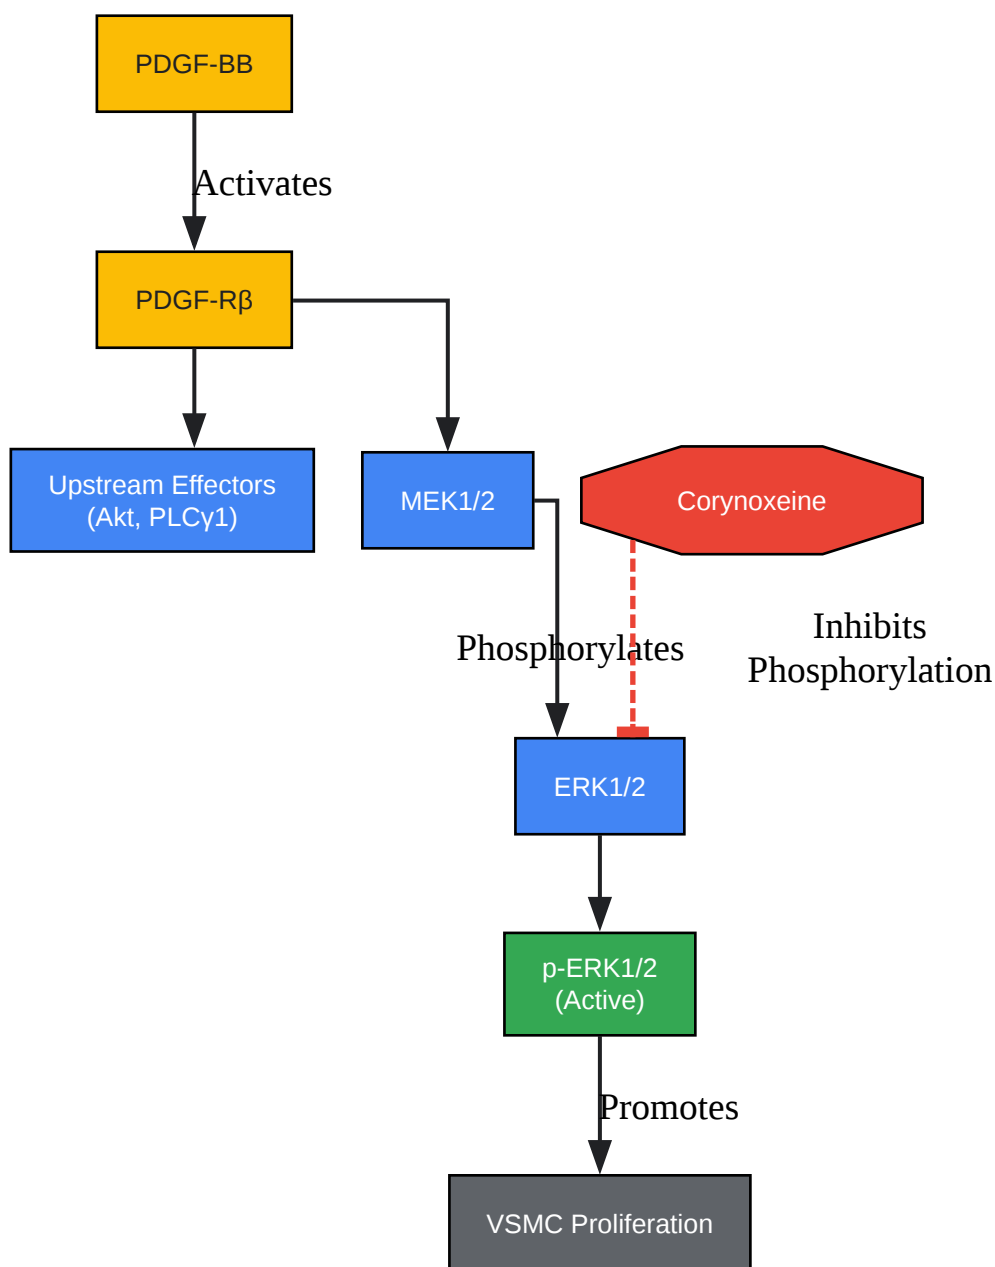 PDGF-BB
Activates
PDGF-Rβ
Upstream Effectors
(Akt, PLCγ1)
MEK1/2
Corynoxeine
Phosphorylates
Inhibits
Phosphorylation
ERK1/2
p-ERK1/2
(Active)
Promotes
VSMC Proliferation